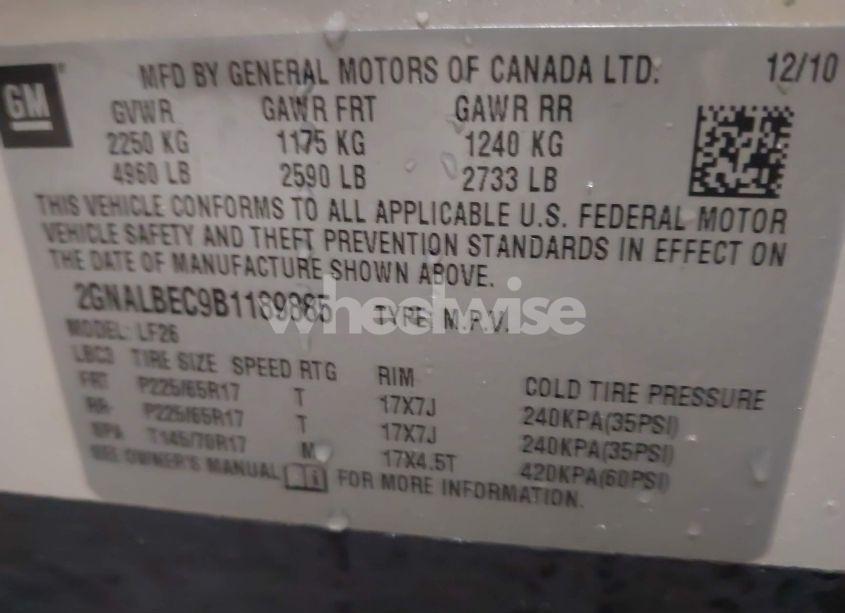 GM
MFD BY GENERAL MOTORS OF CANADA LTD. 12/10
GVWR GAWR FRT GAWR RR
2250 KG 1175 KG 1240 KG
4960 LB 2590 LB 2733 LB
THIS VEHICLE CONFORMS TO ALL APPLICABLE U.S. FEDERAL MOTOR
VEHICLE SAFETY AND THEFT PREVENTION STANDARDS IN EFFECT ON
THE DATE OF MANUFACTURE SHOWN ABOVE.
TYPE: M.P.V.
wheelwise
MODEL: LF26
TIRE SIZE SPEED RTG RIM COLD TIRE PRESSURE
FRT P225/65R17 T 17X7J 240KPA(35PSI)
RR P225/65R17 T 17X7J 240KPA(35PSI)
SPA T145/70R17 M 17X4.5T 420KPA(60PSI)
SEE OWNER'S MANUAL FOR MORE INFORMATION.